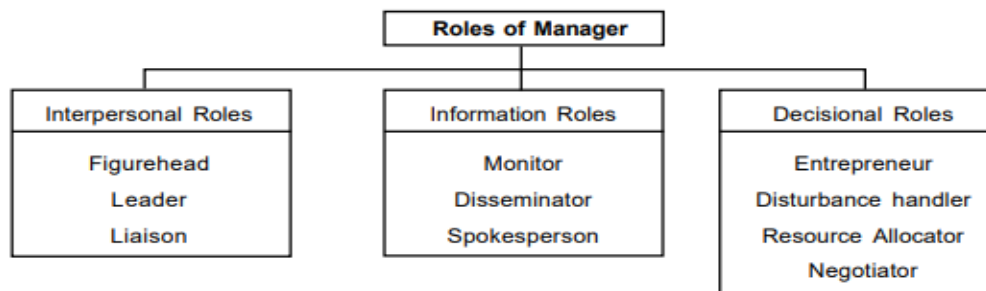 Roles of Manager
Interpersonal Roles
Figurehead
Leader
Liaison
Information Roles
Monitor
Disseminator
Spokesperson
Decisional Roles
Entrepreneur
Disturbance handler
Resource Allocator
Negotiator